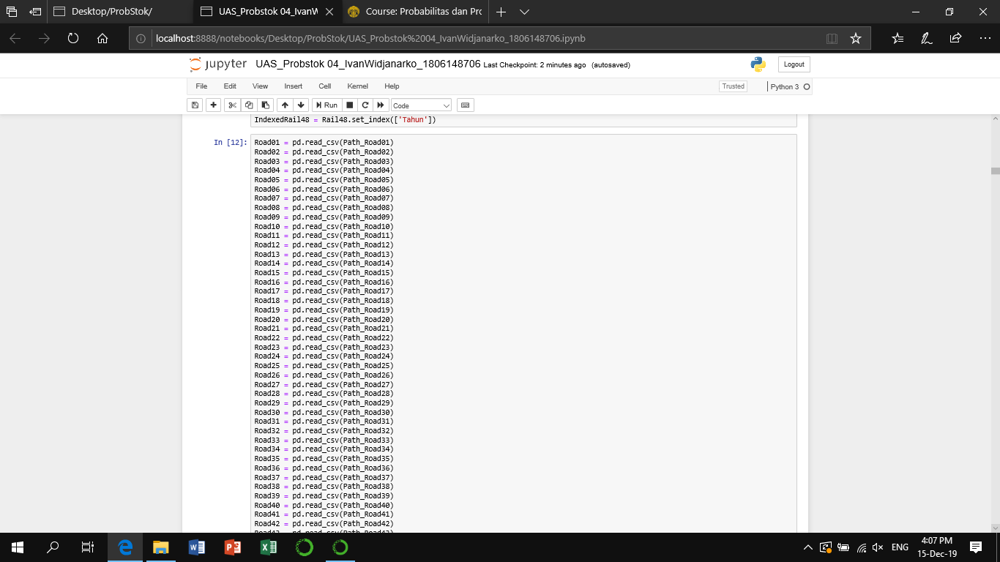 Desktop/ProbStok/
UAS_Probstok 04_IvanW
Course: Probabilitas dan Pro
localhost:8888/notebooks/Desktop/ProbStok/UAS_Probstok%2004_IvanWidjanarko_1806148706.ipynb
jupyter UAS_Probstok 04_IvanWidjanarko_1806148706 Last Checkpoint: 2 minutes ago (autosaved) Logout
File Edit View Insert Cell Kernel Help Trusted Python 3
Run Code
IndexedRail48 = Rail48.set_index(['Tahun'])
In [12]:
Road01 = pd.read_csv(Path_Road01)
Road02 = pd.read_csv(Path_Road02)
Road03 = pd.read_csv(Path_Road03)
Road04 = pd.read_csv(Path_Road04)
Road05 = pd.read_csv(Path_Road05)
Road06 = pd.read_csv(Path_Road06)
Road07 = pd.read_csv(Path_Road07)
Road08 = pd.read_csv(Path_Road08)
Road09 = pd.read_csv(Path_Road09)
Road10 = pd.read_csv(Path_Road10)
Road11 = pd.read_csv(Path_Road11)
Road12 = pd.read_csv(Path_Road12)
Road13 = pd.read_csv(Path_Road13)
Road14 = pd.read_csv(Path_Road14)
Road15 = pd.read_csv(Path_Road15)
Road16 = pd.read_csv(Path_Road16)
Road17 = pd.read_csv(Path_Road17)
Road18 = pd.read_csv(Path_Road18)
Road19 = pd.read_csv(Path_Road19)
Road20 = pd.read_csv(Path_Road20)
Road21 = pd.read_csv(Path_Road21)
Road22 = pd.read_csv(Path_Road22)
Road23 = pd.read_csv(Path_Road23)
Road24 = pd.read_csv(Path_Road24)
Road25 = pd.read_csv(Path_Road25)
Road26 = pd.read_csv(Path_Road26)
Road27 = pd.read_csv(Path_Road27)
Road28 = pd.read_csv(Path_Road28)
Road29 = pd.read_csv(Path_Road29)
Road30 = pd.read_csv(Path_Road30)
Road31 = pd.read_csv(Path_Road31)
Road32 = pd.read_csv(Path_Road32)
Road33 = pd.read_csv(Path_Road33)
Road34 = pd.read_csv(Path_Road34)
Road35 = pd.read_csv(Path_Road35)
Road36 = pd.read_csv(Path_Road36)
Road37 = pd.read_csv(Path_Road37)
Road38 = pd.read_csv(Path_Road38)
Road39 = pd.read_csv(Path_Road39)
Road40 = pd.read_csv(Path_Road40)
Road41 = pd.read_csv(Path_Road41)
Road42 = pd.read_csv(Path_Road42)
ENG
4:07 PM
15-Dec-19